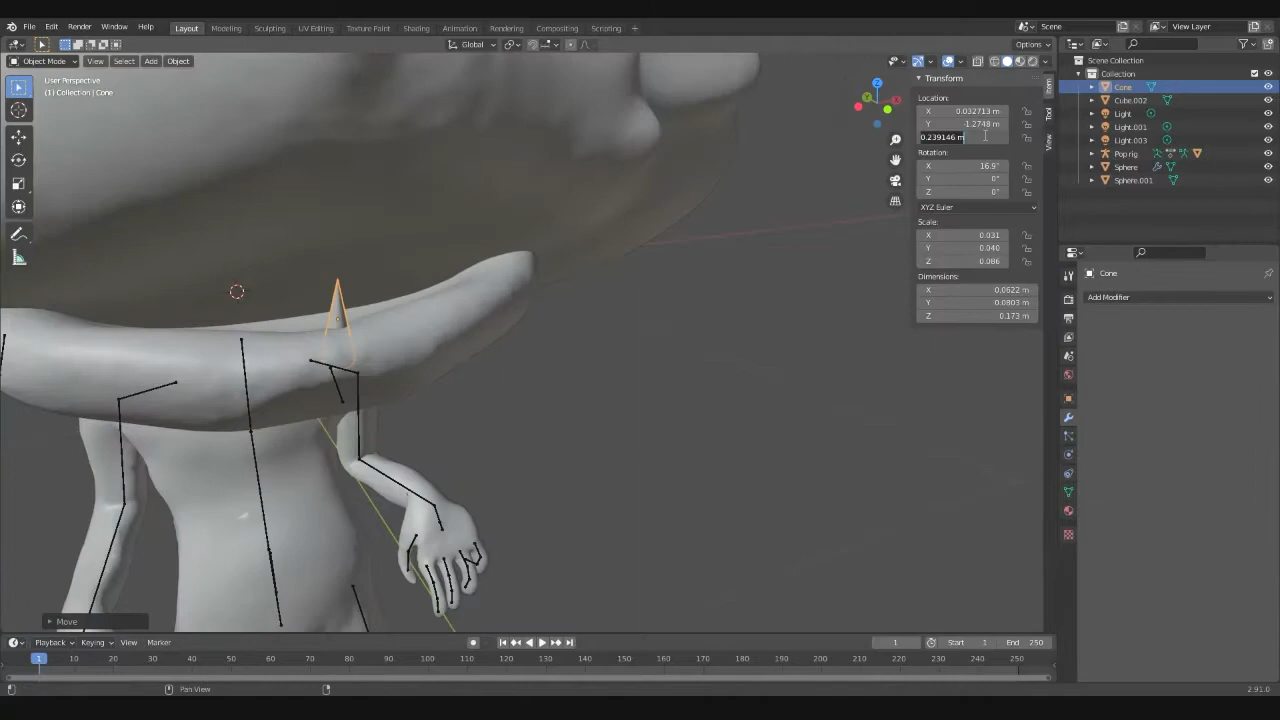 File Edit Render Window Help Layout Modeling Sculpting UV Editing Texture Paint Shading Animation Rendering Compositing Scripting + Scene View Layer
Global Options
Object Mode View Select Add Object
User Perspective
(1) Collection | Cone
Transform
Location:
X 0.032713 m
Y -1.2748 m
0.239146 m
Rotation:
X 16.9°
Y 0°
Z 0°
XYZ Euler
Scale:
X 0.031
Y 0.040
Z 0.086
Dimensions:
X 0.0622 m
Y 0.0803 m
Z 0.173 m
Item
Tool
View
Z
Y
X
Scene Collection
Collection
Cone
Cube.002
Light
Light.001
Light.003
Pop rig
Sphere
Sphere.001
Cone
Add Modifier
Move
Playback Keying View Marker 1 Start 1 End 250
1 10 20 30 40 50 60 70 80 90 100 110 120 130 140 150 160 170 180 190 200 210 220 230 240 250
Pan View 2.91.0